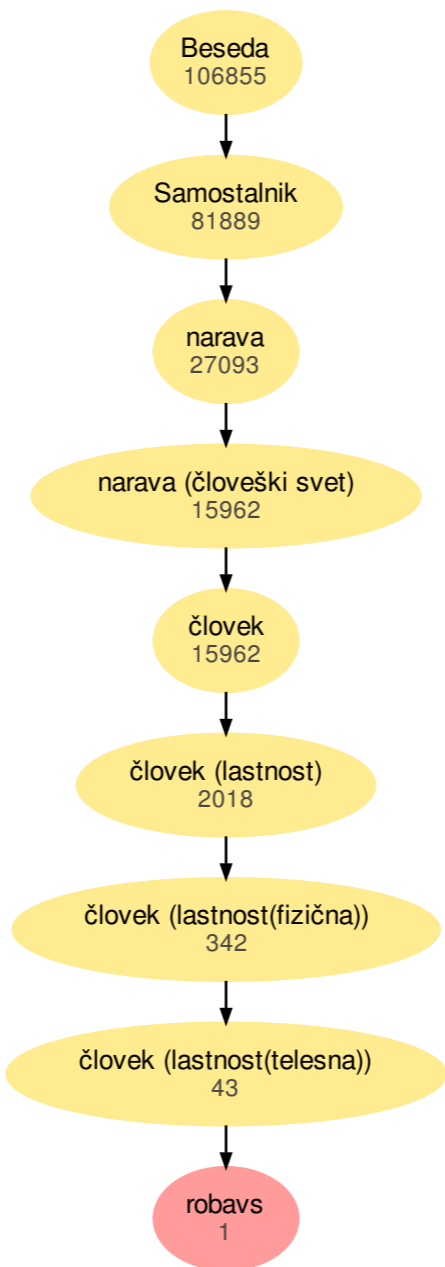 Beseda
106855
Samostalnik
81889
narava
27093
narava (človeški svet)
15962
človek
15962
človek (lastnost)
2018
človek (lastnost(fizična))
342
človek (lastnost(telesna))
43
robavs
1